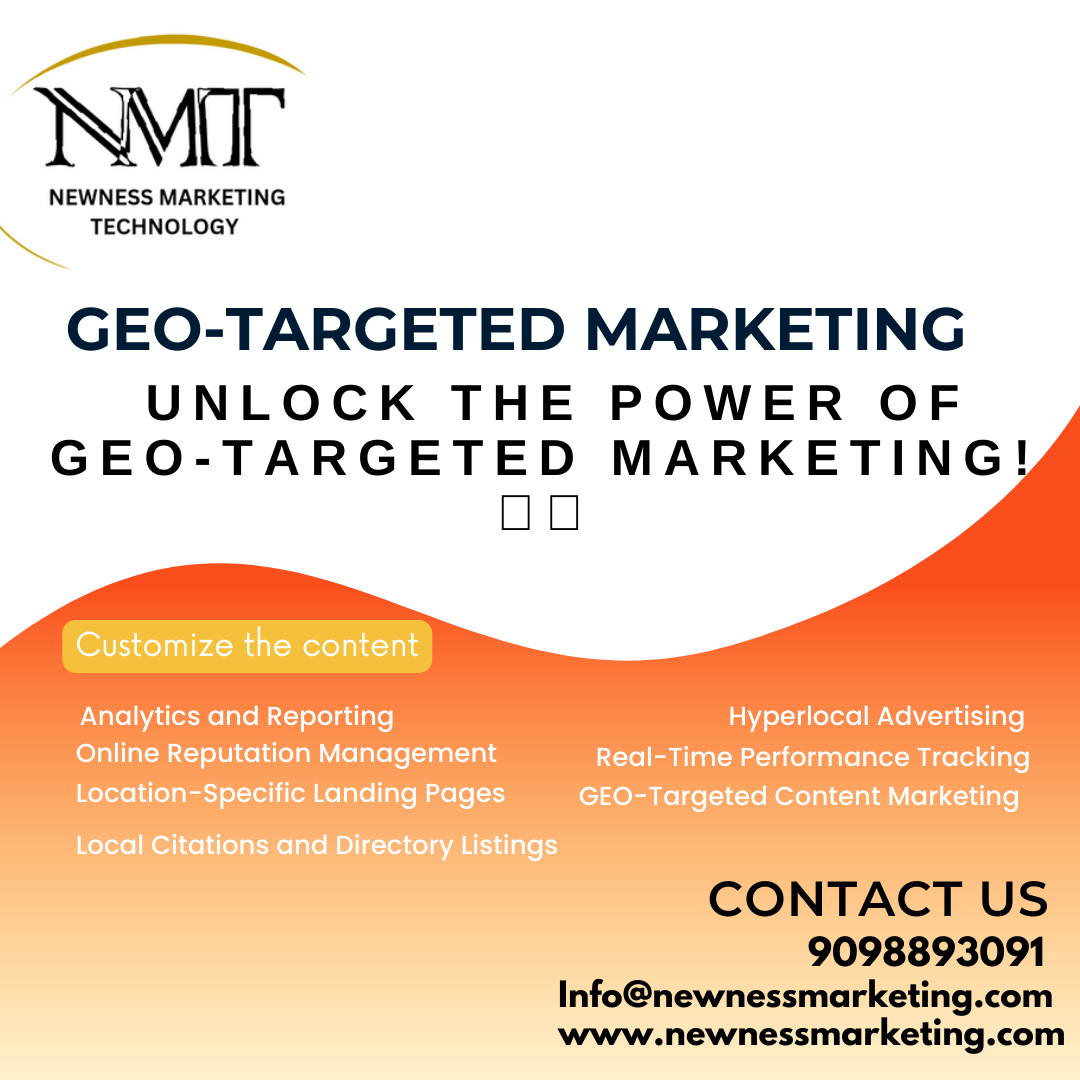 NMT
NEWNESS MARKETING
TECHNOLOGY
GEO-TARGETED MARKETING
UNLOCK THE POWER OF
GEO-TARGETED MARKETING!
Customize the content
Analytics and Reporting
Online Reputation Management
Location-Specific Landing Pages
Local Citations and Directory Listings
Hyperlocal Advertising
Real-Time Performance Tracking
GEO-Targeted Content Marketing
CONTACT US
9098893091
Info@newnessmarketing.com
www.newnessmarketing.com